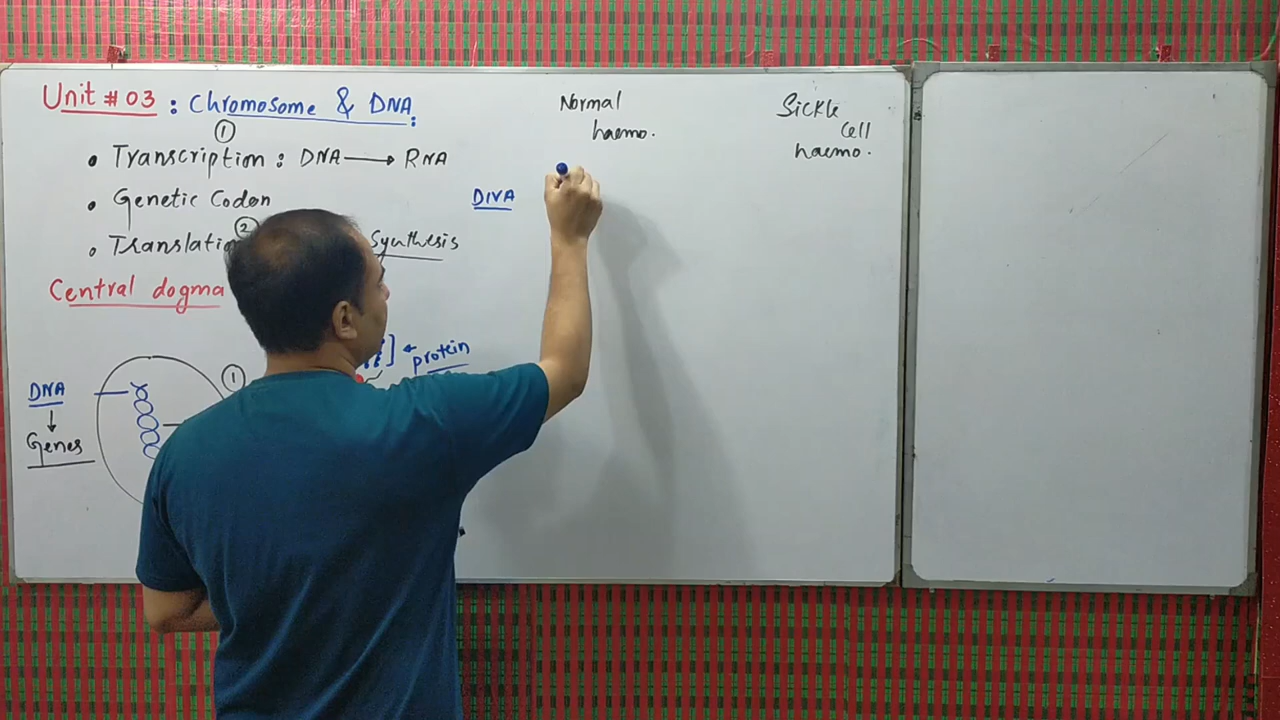 Unit # 03 : Chromosome & DNA :
①
• Transcription : DNA → RNA
• Genetic Codon
②
• Translatio Synthesis
Central dogma
① ] ← protein
DNA
↓
Genes
Normal
haemo.
Sickle
Cell
haemo.
DNA